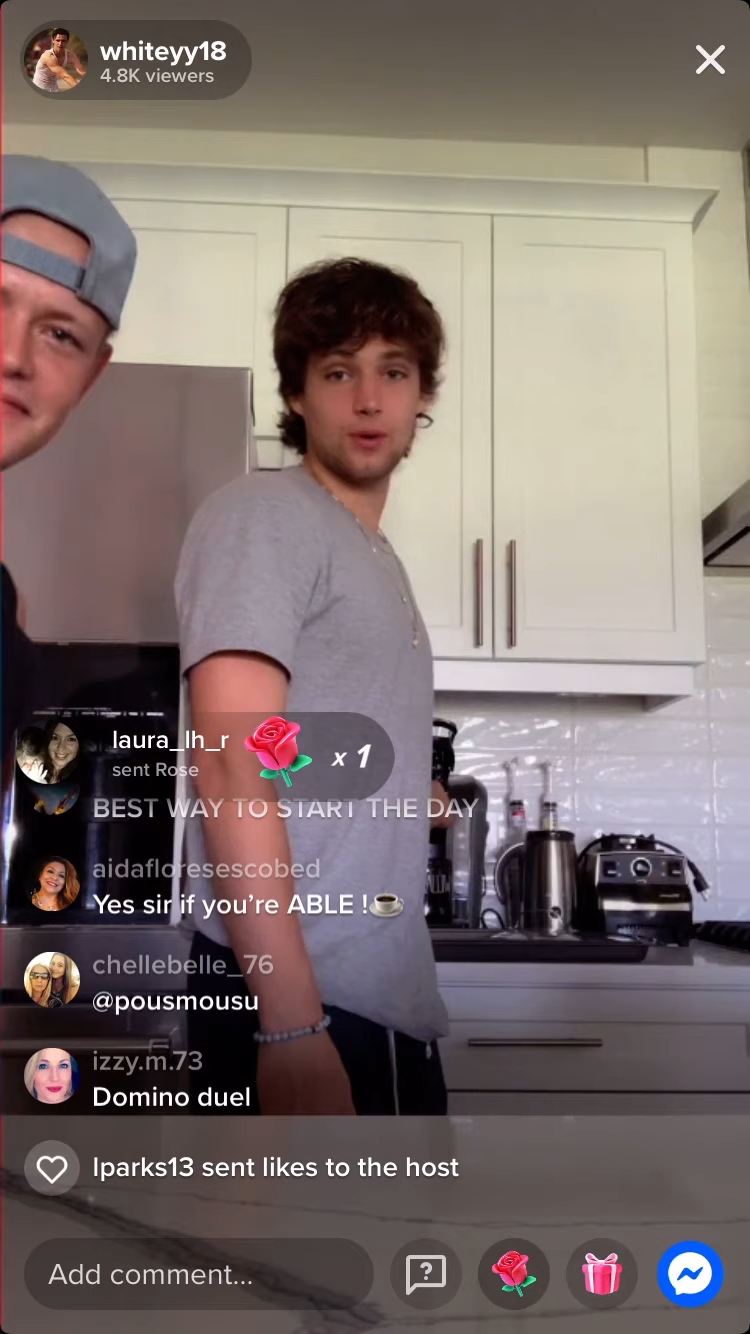 whiteyy18
4.8K viewers
laura_lh_r
sent Rose
x 1
BEST WAY TO START THE DAY
aidafloresescobed
Yes sir if you’re ABLE !☕
chellebelle_76
@pousmousu
izzy.m.73
Domino duel
lparks13 sent likes to the host
Add comment...
?